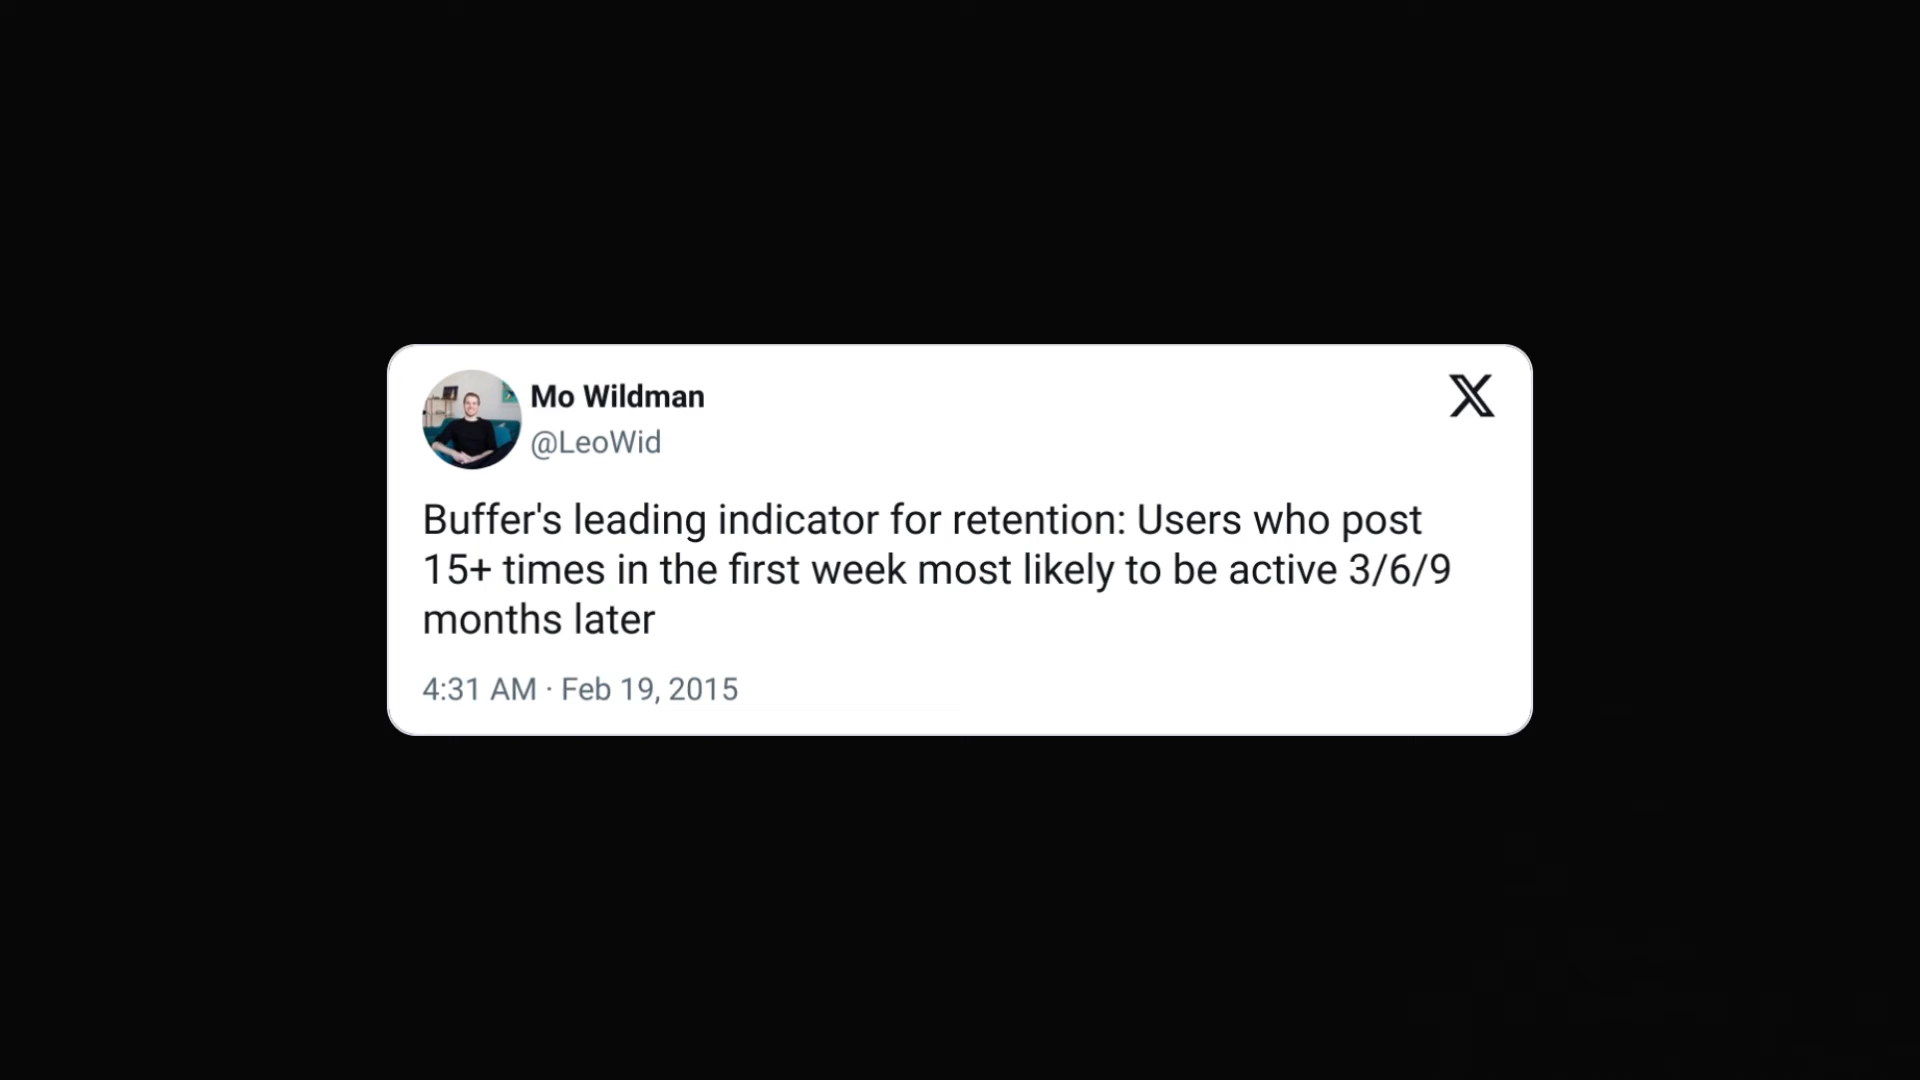 Mo Wildman
@LeoWid
Buffer's leading indicator for retention: Users who post
15+ times in the first week most likely to be active 3/6/9
months later
4:31 AM · Feb 19, 2015